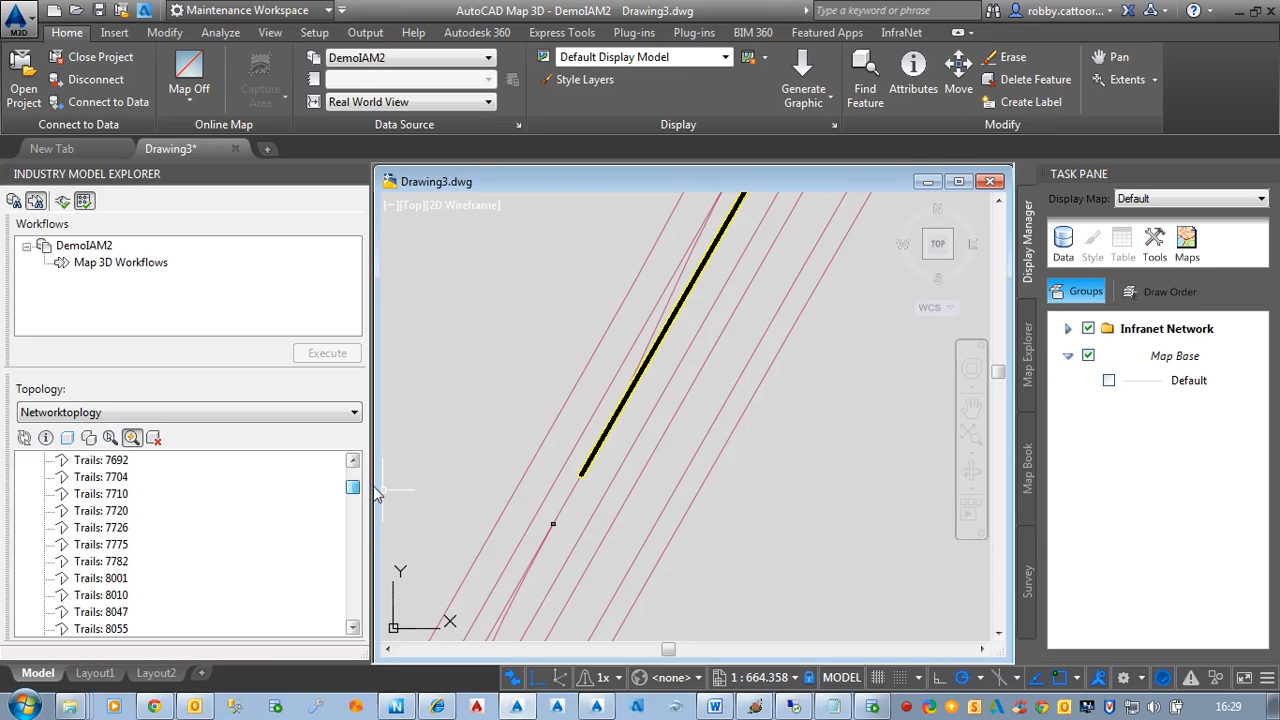 Maintenance Workspace
AutoCAD Map 3D - DemoIAM2 Drawing3.dwg
Type a keyword or phrase
robby.cattoor...
M3D
Home Insert Modify Analyze View Setup Output Help Autodesk 360 Express Tools Plug-ins Plug-ins BIM 360 Featured Apps InfraNet
Open Project
Close Project
Disconnect
Connect to Data
Connect to Data
Map Off
Capture Area
Online Map
DemoIAM2
Real World View
Data Source
Default Display Model
Style Layers
Generate Graphic
Display
Find Feature
Attributes
Move
Erase
Delete Feature
Create Label
Modify
Pan
Extents
New Tab
Drawing3*
INDUSTRY MODEL EXPLORER
Workflows
DemoIAM2
Map 3D Workflows
Execute
Topology:
Networktoplogy
Trails: 7692
Trails: 7704
Trails: 7710
Trails: 7720
Trails: 7726
Trails: 7775
Trails: 7782
Trails: 8001
Trails: 8010
Trails: 8047
Trails: 8055
Drawing3.dwg
[−][Top][2D Wireframe]
N
W
TOP
E
S
WCS
Y
X
Display Manager
Map Explorer
Map Book
Survey
TASK PANE
Display Map: Default
Data Style Table Tools Maps
Groups
Draw Order
Infranet Network
Map Base
Default
Model Layout1 Layout2
1x
<none>
1 : 664.358
MODEL
16:29